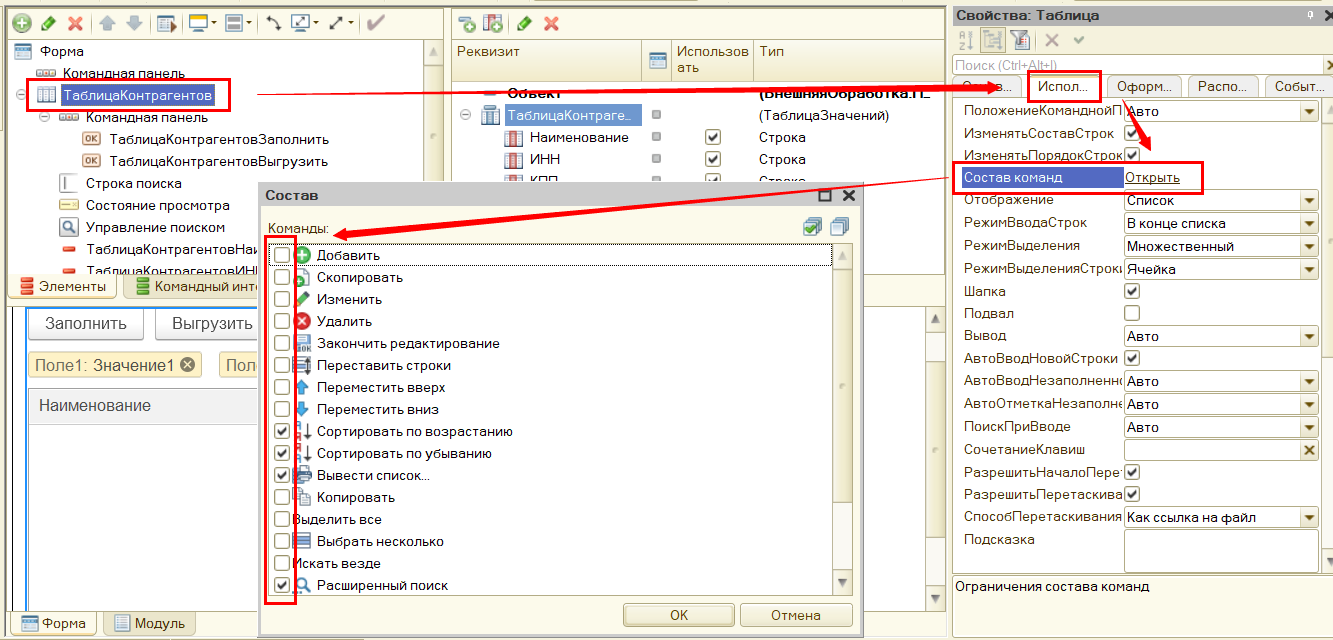 Форма
Командная панель
ТаблицаКонтрагентов
Командная панель
OK ТаблицаКонтрагентовЗаполнить
OK ТаблицаКонтрагентовВыгрузить
Строка поиска
Состояние просмотра
Управление поиском
ТаблицаКонтрагентовНаи
ТаблицаКонтрагентовИНН
Элементы
Командный инте
Заполнить
Выгрузить
Поле1: Значение1
Пол
Наименование
Форма
Модуль
Реквизит
Использовать
Тип
Объект
(ВнешняяОбработка.П...
ТаблицаКонтраге...
(ТаблицаЗначений)
Наименование
Строка
ИНН
Строка
КПП
Строка
Состав
Команды:
Добавить
Скопировать
Изменить
Удалить
Закончить редактирование
Переставить строки
Переместить вверх
Переместить вниз
Сортировать по возрастанию
Сортировать по убыванию
Вывести список...
Копировать
Выделить все
Выбрать несколько
Искать везде
Расширенный поиск
OK
Отмена
Свойства: Таблица
Поиск (Ctrl+Alt+I)
Испол...
Оформ...
Распо...
Событ...
ПоложениеКоманднойП
Авто
ИзменятьСоставСтрок
ИзменятьПорядокСтрок
Состав команд
Открыть
Отображение
Список
РежимВводаСтрок
В конце списка
РежимВыделения
Множественный
РежимВыделенияСтроки
Ячейка
Шапка
Подвал
Вывод
Авто
АвтоВводНовойСтроки
АвтоВводНезаполненн
Авто
АвтоОтметкаНезаполне
Авто
ПоискПриВводе
Авто
СочетаниеКлавиш
РазрешитьНачалоПерет
РазрешитьПеретаскива
СпособПеретаскивания
Как ссылка на файл
Подсказка
Ограничения состава команд